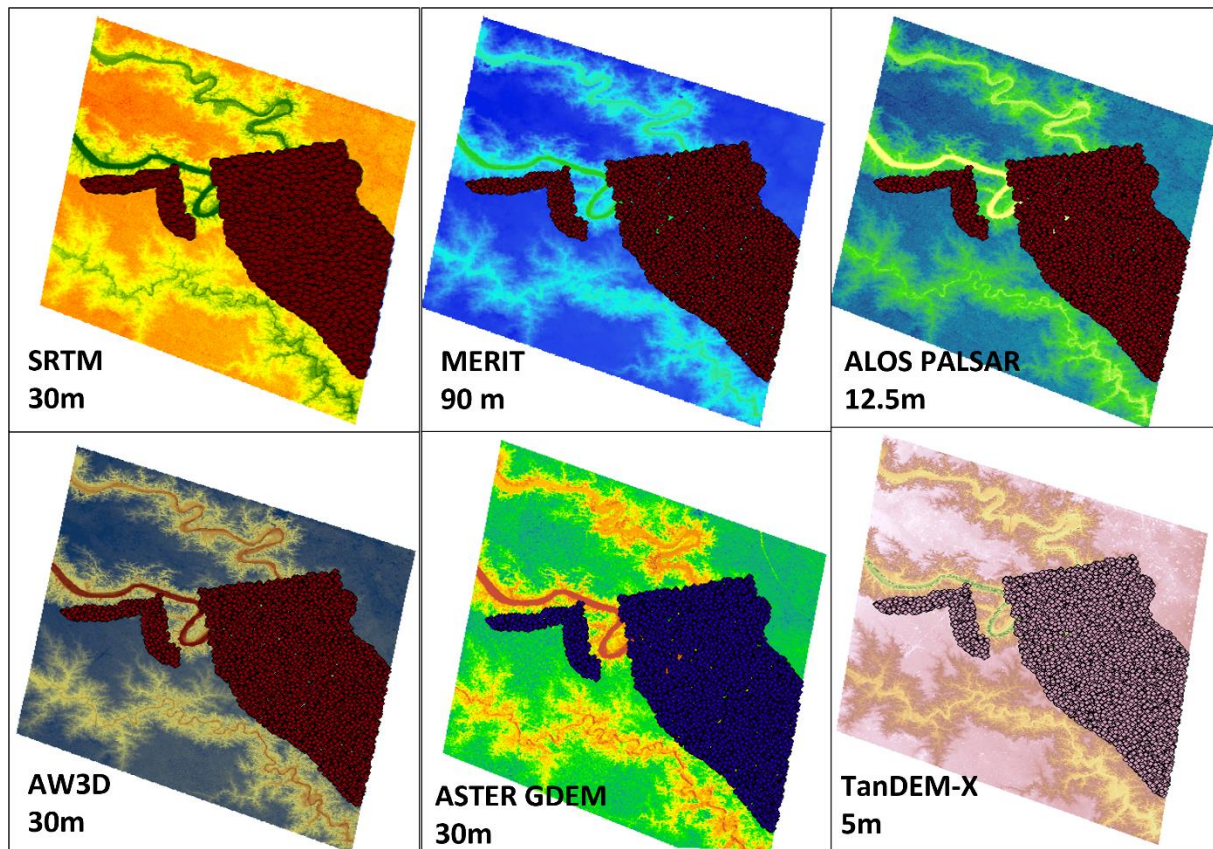 SRTM
30m
MERIT
90 m
ALOS PALSAR
12.5m
AW3D
30m
ASTER GDEM
30m
TanDEM-X
5m